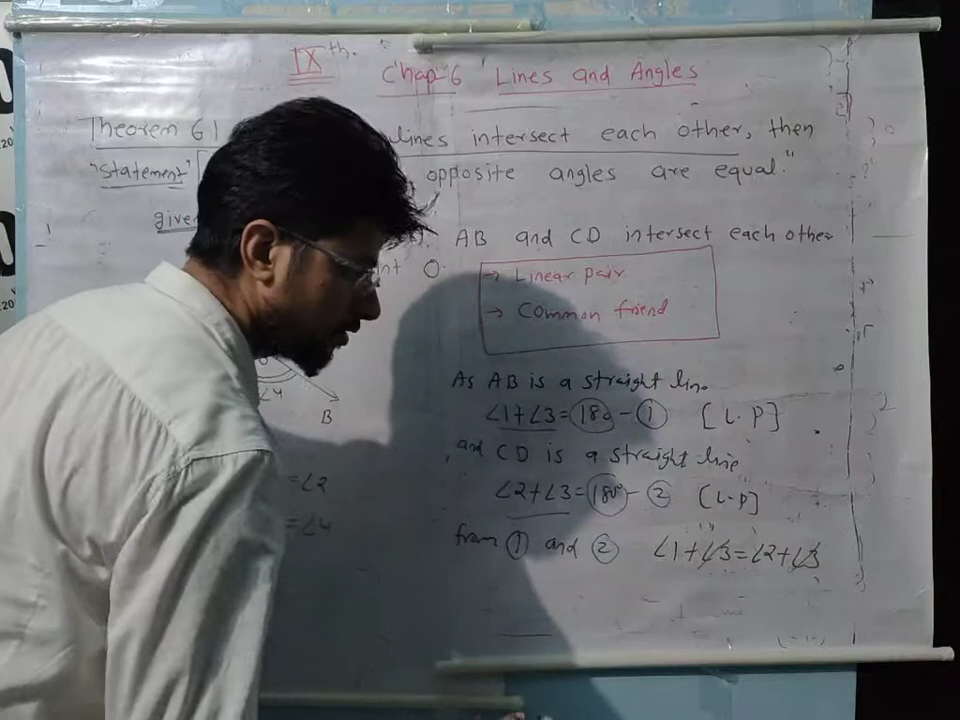 IXth.
Chap 6 Lines and Angles
Theorem 6.1 lines intersect each other, then
"Statement" opposite angles are equal."
given
AB and CD intersect each other
O.
→ Linear pair
→ Common friend
∠4
B
As AB is a straight line
∠1+∠3=180 - ① [L.P]
and CD is a straight line
∠2+∠3=180° - ② [L.P]
= ∠2
= ∠4
from ① and ② ∠1+∠3=∠2+∠3